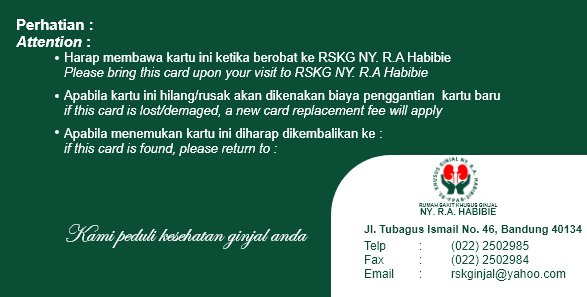 Perhatian :
Attention :
• Harap membawa kartu ini ketika berobat ke RSKG NY. R.A Habibie
Please bring this card upon your visit to RSKG NY. R.A Habibie
• Apabila kartu ini hilang/rusak akan dikenakan biaya penggantian kartu baru
if this card is lost/damaged, a new card replacement fee will apply
• Apabila menemukan kartu ini diharap dikembalikan ke :
if this card is found, please return to :
RUMAH SAKIT KHUSUS GINJAL
NY. R.A. HABIBIE
Kami peduli kesehatan ginjal anda
Jl. Tubagus Ismail No. 46, Bandung 40134
Telp : (022) 2502985
Fax : (022) 2502984
Email : rskginjal@yahoo.com